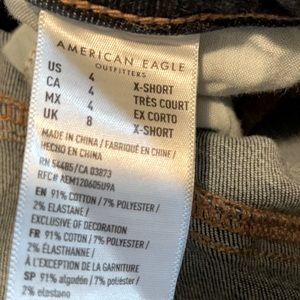 AMERICAN EAGLE
OUTFITTERS
US 4 X-SHORT
CA 4 TRÈS COURT
MX 4 EX CORTO
UK 8 X-SHORT
MADE IN CHINA / FABRIQUÉ EN CHINE /
HECHO EN CHINA
RN 54485/CA 03873
RFC# AEM120605U9A
EN 91% COTTON / 7% POLYESTER /
2% ELASTANE /
EXCLUSIVE OF DECORATION
FR 91% COTON / 7% POLYESTER /
2% ÉLASTHANNE /
À L'EXCEPTION DE LA GARNITURE
SP 91% algodón / 7% poliéster /
2% elastano